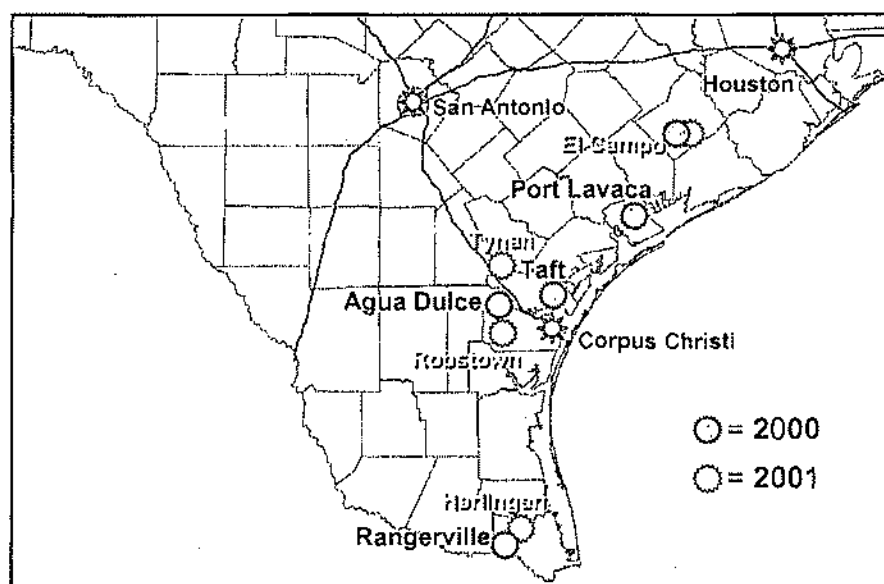 Houston
San Antonio
El Campo
Port Lavaca
Tynan
Taft
Agua Dulce
Corpus Christi
Robstown
= 2000
= 2001
Harlingen
Rangerville